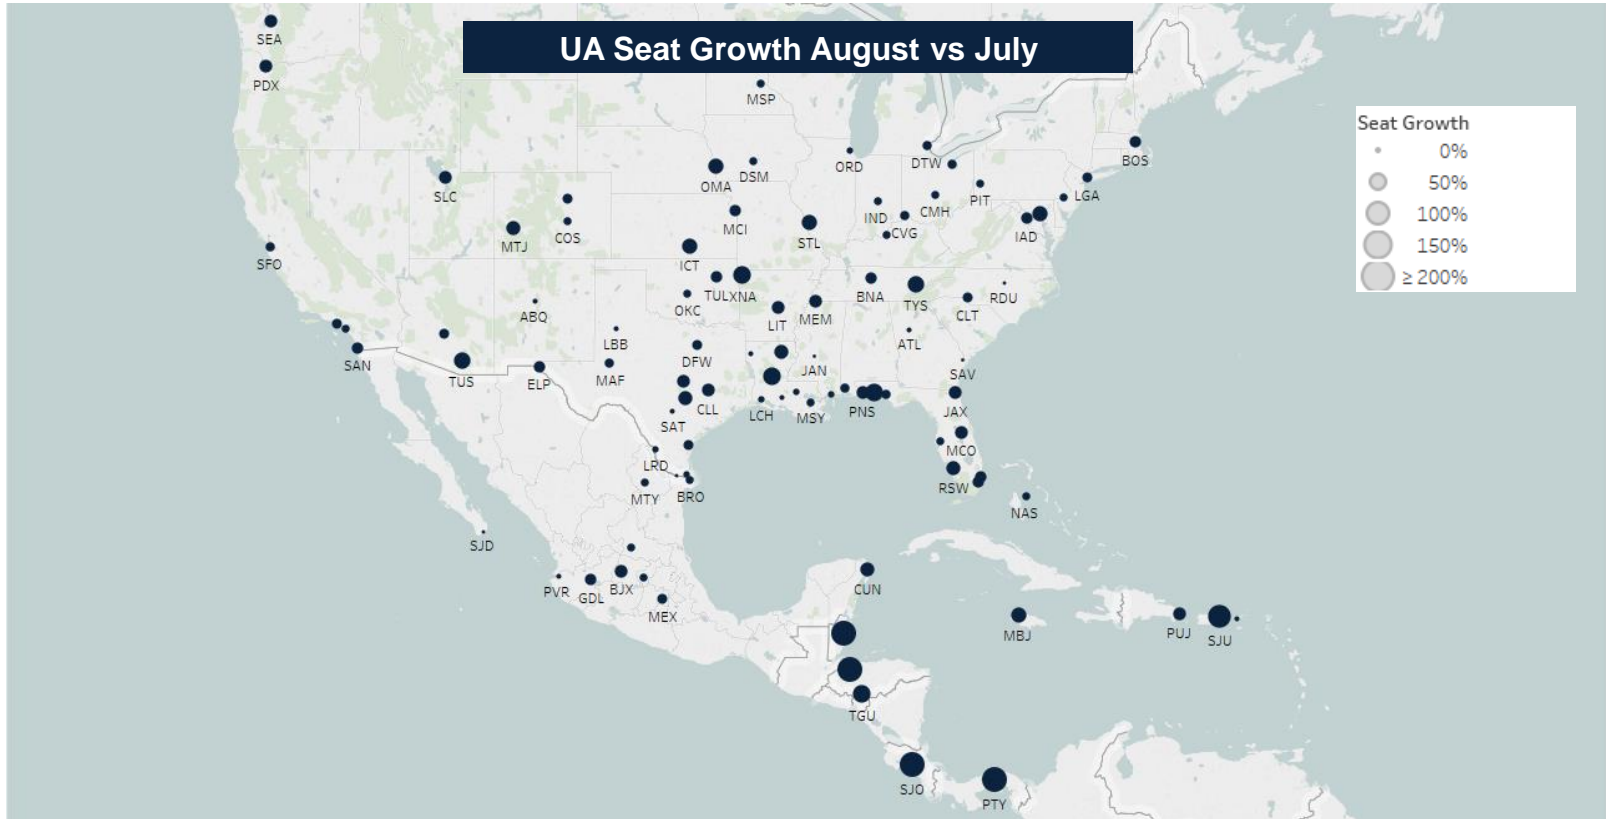 UA Seat Growth August vs July
SEA
PDX
MSP
Seat Growth
0%
50%
100%
150%
≥ 200%
ORD
DTW
BOS
OMA
DSM
SLC
PIT
LGA
CMH
IND
CVG
IAD
MCI
STL
MTJ
COS
SFO
ICT
TUL
XNA
OKC
BNA
TYS
RDU
CLT
ABQ
LIT
MEM
LBB
ATL
DFW
SAN
TUS
ELP
MAF
JAN
SAV
CLL
LCH
MSY
PNS
JAX
SAT
MCO
LRD
RSW
MTY
BRO
NAS
SJD
PVR
GDL
BJX
MEX
CUN
MBJ
PUJ
SJU
TGU
SJO
PTY